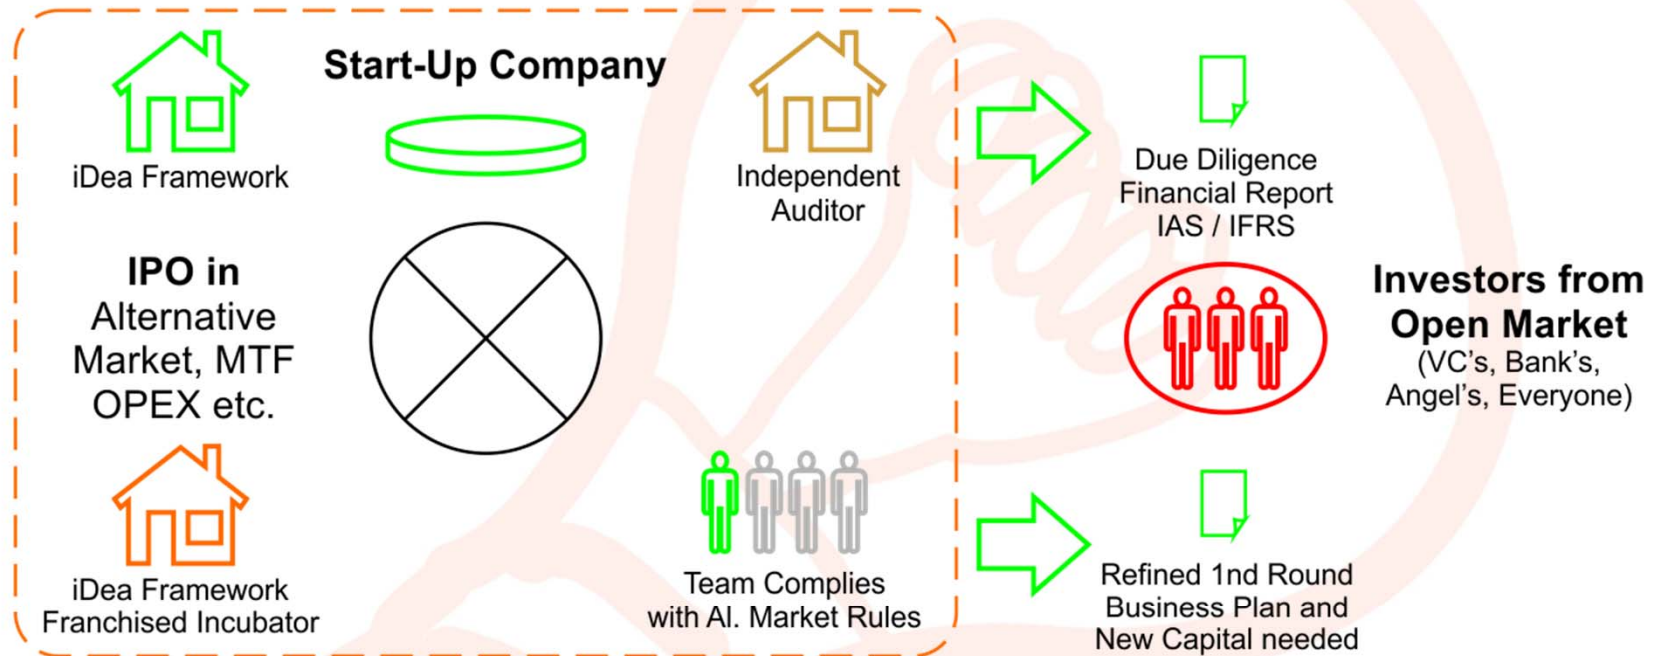 Start-Up Company
iDea Framework
Independent
Auditor
IPO in
Alternative
Market, MTF
OPEX etc.
iDea Framework
Franchised Incubator
Team Complies
with Al. Market Rules
Due Diligence
Financial Report
IAS / IFRS
Investors from
Open Market
(VC's, Bank's,
Angel's, Everyone)
Refined 1nd Round
Business Plan and
New Capital needed